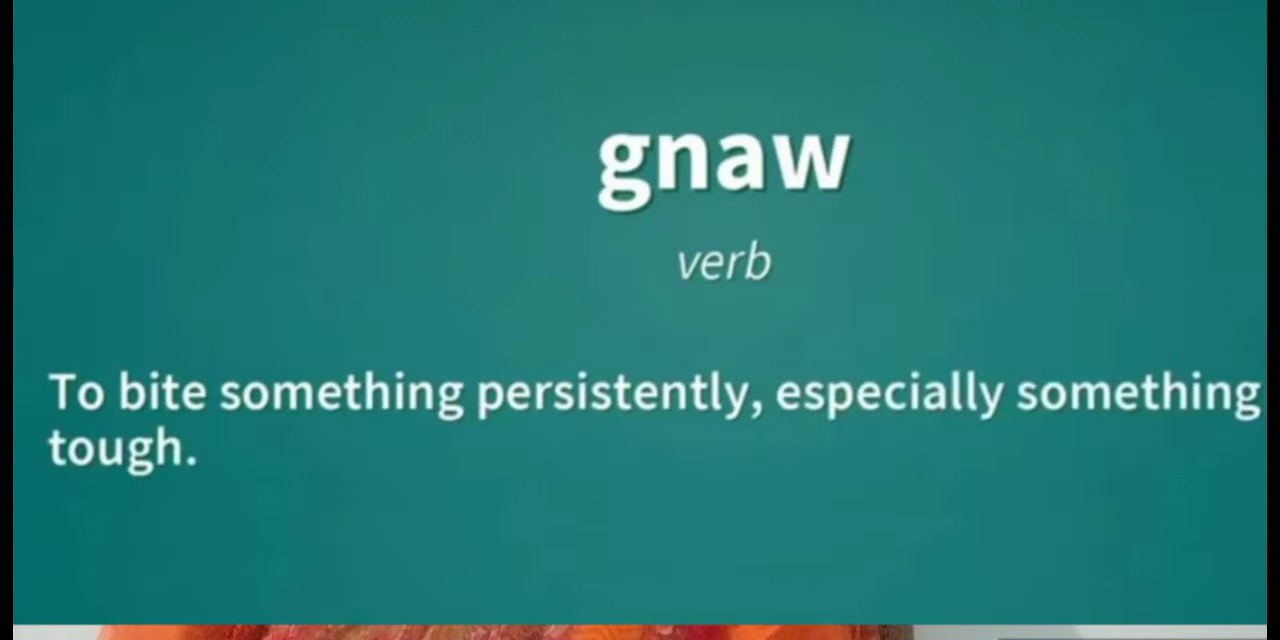 gnaw
verb
To bite something persistently, especially something
tough.